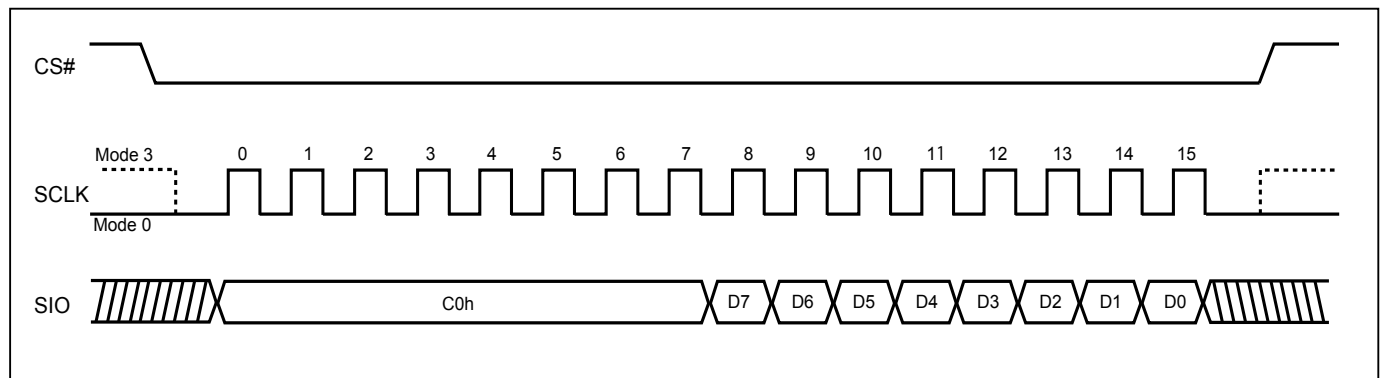 CS#
Mode 3
0 1 2 3 4 5 6 7 8 9 10 11 12 13 14 15
SCLK
Mode 0
SIO
C0h D7 D6 D5 D4 D3 D2 D1 D0